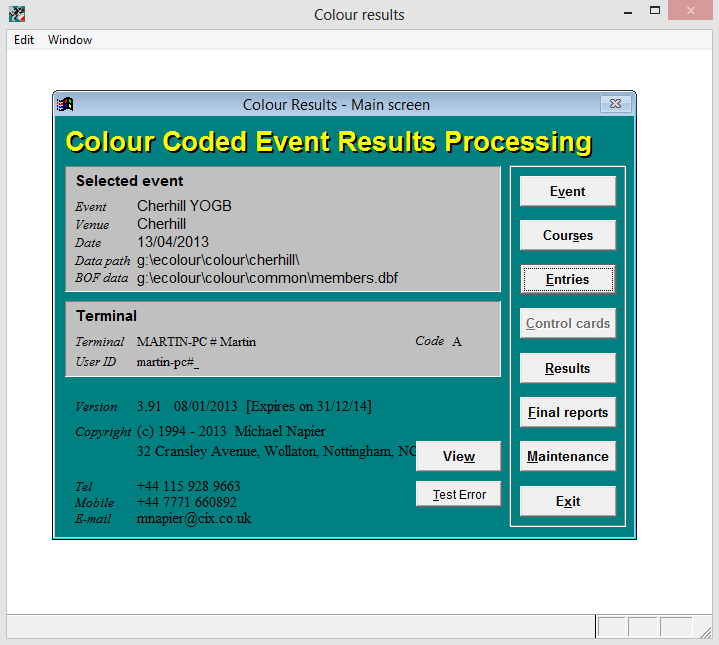 Colour results
Edit Window
Colour Results - Main screen
Colour Coded Event Results Processing
Selected event
Event Cherhill YOGB
Venue Cherhill
Date 13/04/2013
Data path g:\ecolour\colour\cherhill\
BOF data g:\ecolour\colour\common\members.dbf
Terminal
Terminal MARTIN-PC # Martin Code A
User ID martin-pc#_
Version 3.91 08/01/2013 [Expires on 31/12/14]
Copyright (c) 1994 - 2013 Michael Napier
32 Cransley Avenue, Wollaton, Nottingham, NG
Tel +44 115 928 9663
Mobile +44 7771 660892
E-mail mnapier@cix.co.uk
View
Test Error
Event
Courses
Entries
Control cards
Results
Final reports
Maintenance
Exit